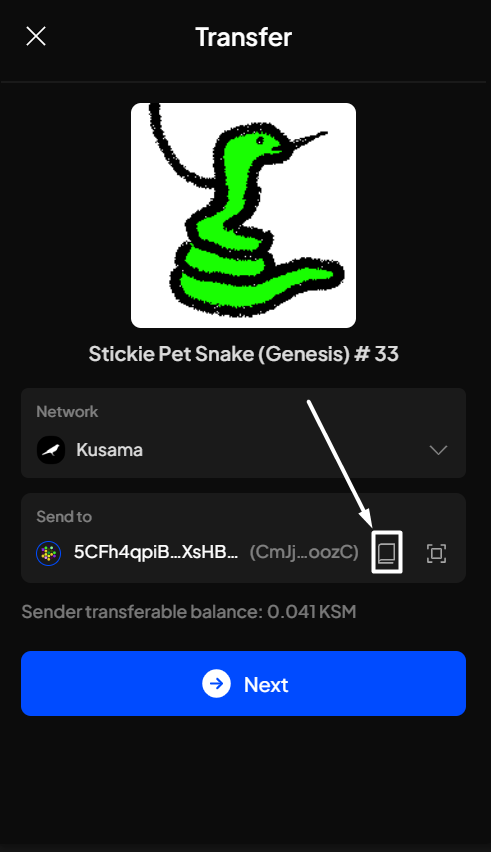 Transfer
Stickie Pet Snake (Genesis) # 33
Network
Kusama
Send to
5CFh4qpiB...XsHB... (CmJj...oozC)
Sender transferable balance: 0.041 KSM
Next